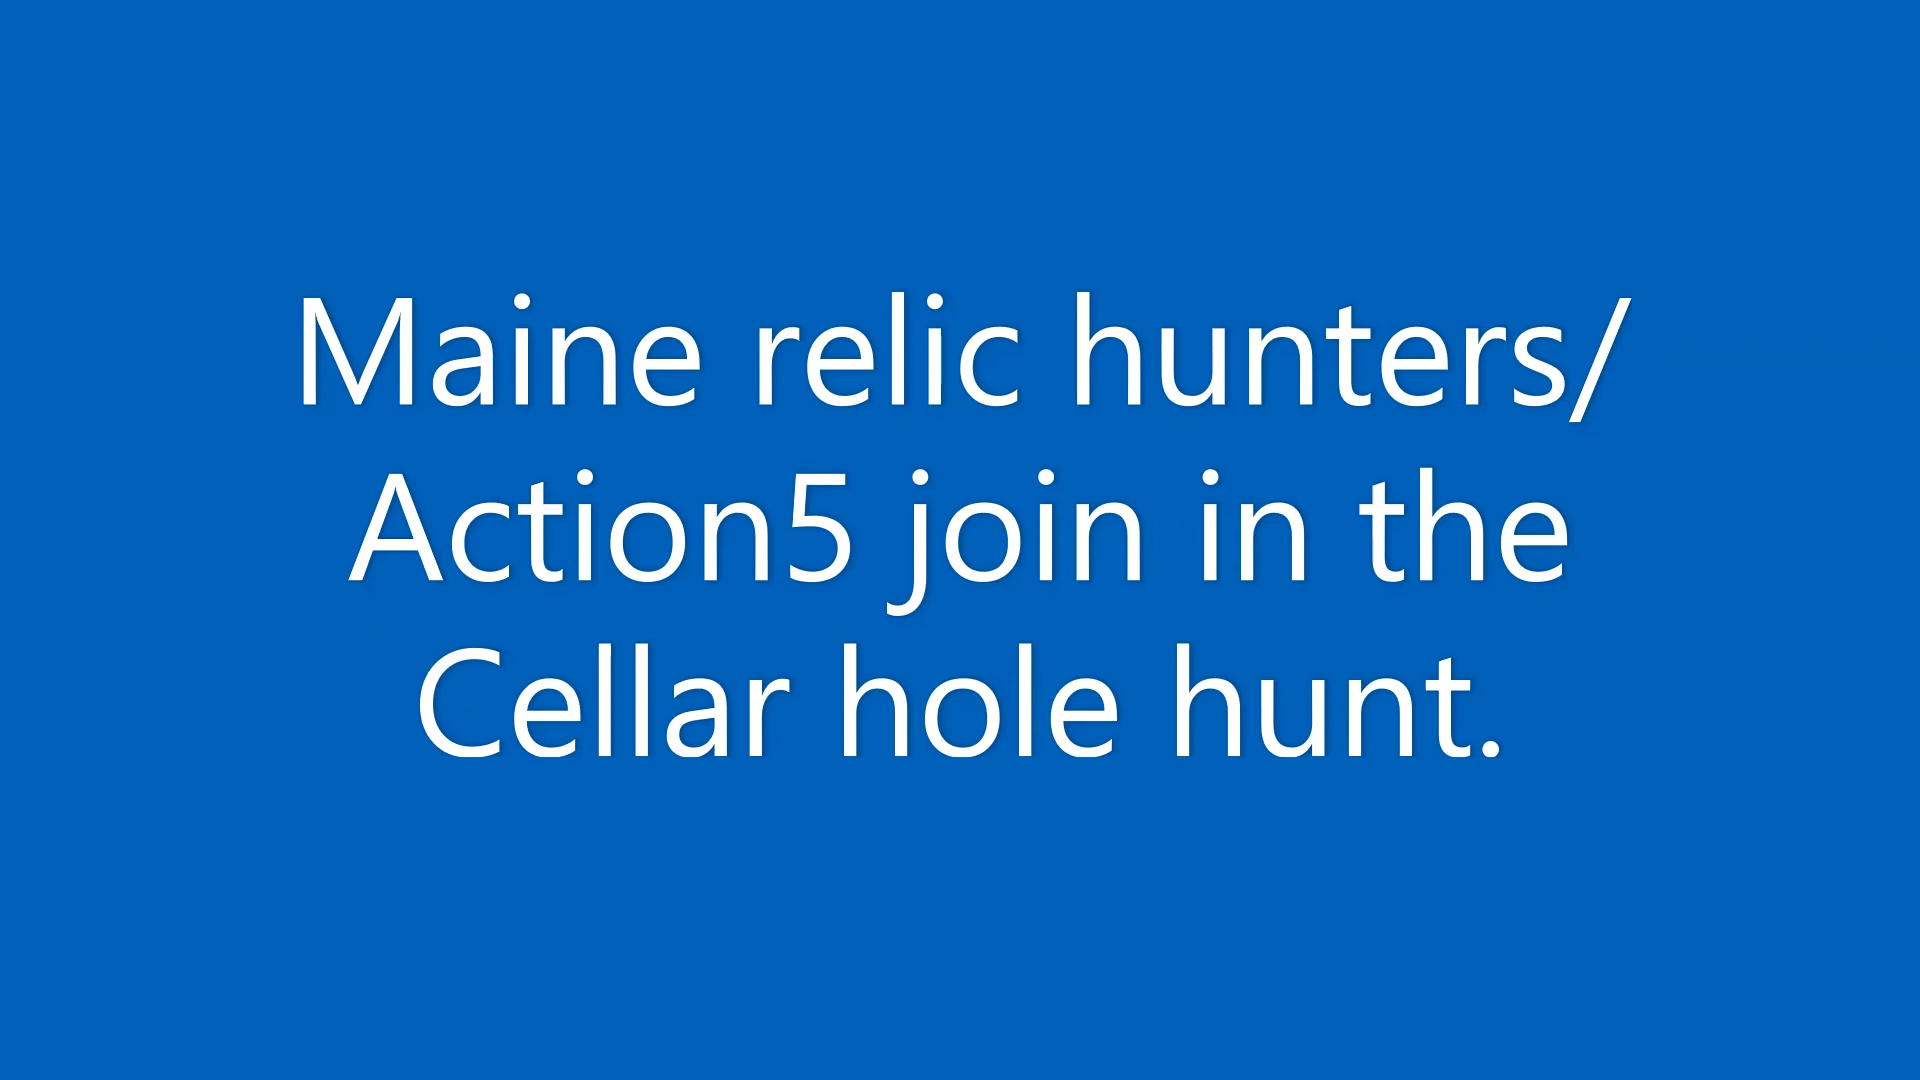 Maine relic hunters/
Action5 join in the
Cellar hole hunt.